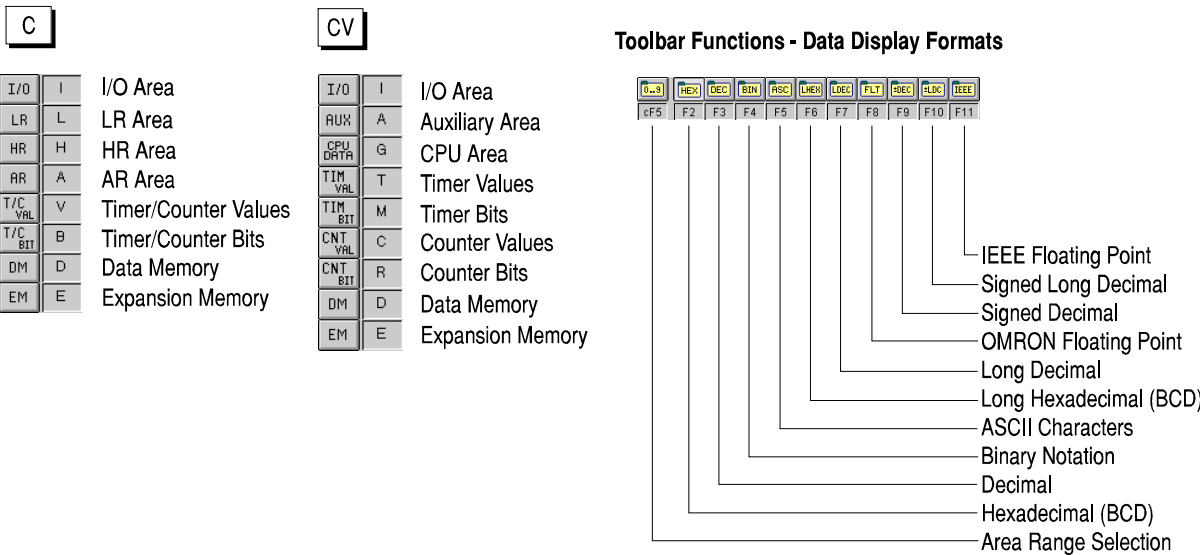 C
I/O I I/O Area
LR L LR Area
HR H HR Area
AR A AR Area
T/C VAL V Timer/Counter Values
T/C BIT B Timer/Counter Bits
DM D Data Memory
EM E Expansion Memory
CV
I/O I I/O Area
AUX A Auxiliary Area
CPU DATA G CPU Area
TIM VAL T Timer Values
TIM BIT M Timer Bits
CNT VAL C Counter Values
CNT BIT R Counter Bits
DM D Data Memory
EM E Expansion Memory
Toolbar Functions - Data Display Formats
0..9 HEX DEC BIN ASC LHEX LDEC FLT ±DEC ±LDC IEEE
cF5 F2 F3 F4 F5 F6 F7 F8 F9 F10 F11
IEEE Floating Point
Signed Long Decimal
Signed Decimal
OMRON Floating Point
Long Decimal
Long Hexadecimal (BCD)
ASCII Characters
Binary Notation
Decimal
Hexadecimal (BCD)
Area Range Selection